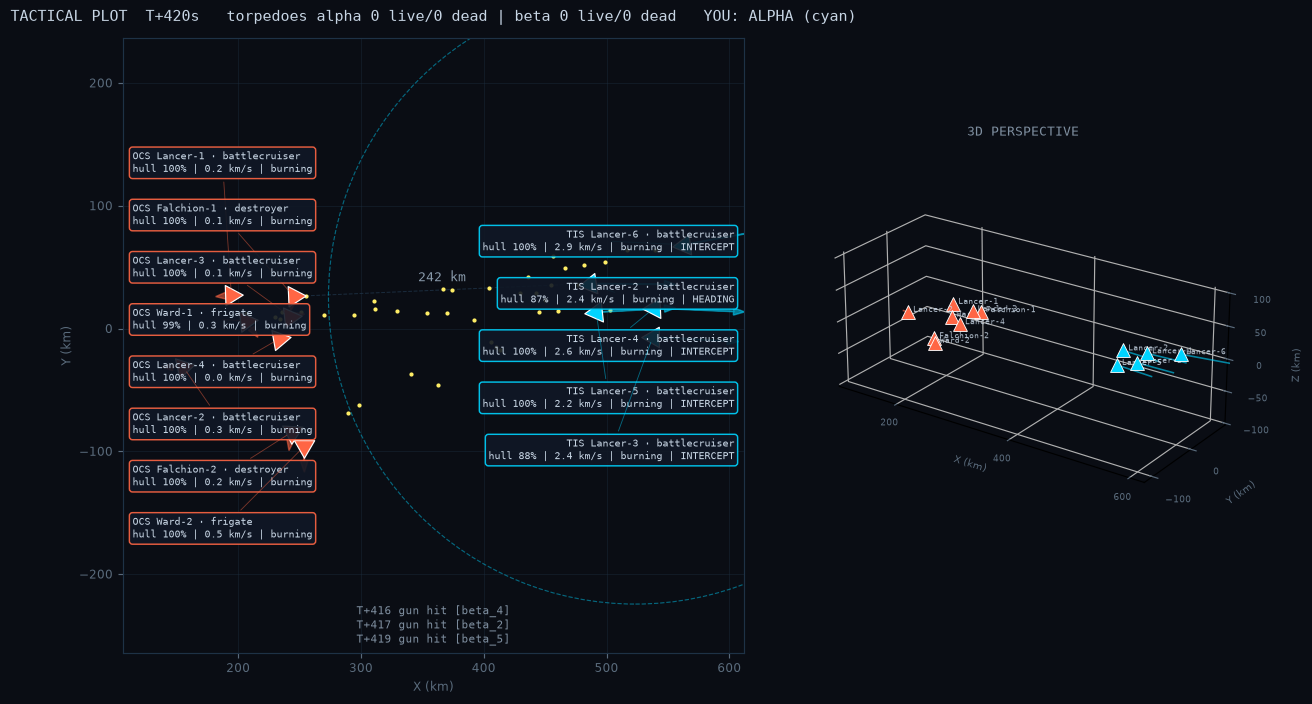 TACTICAL PLOT  T+420s   torpedoes alpha 0 live/0 dead | beta 0 live/0 dead   YOU: ALPHA (cyan)
200
100
0
−100
−200
Y (km)
200
300
400
500
600
X (km)
OCS Lancer-1 · battlecruiser
hull 100% | 0.2 km/s | burning
OCS Falchion-1 · destroyer
hull 100% | 0.1 km/s | burning
OCS Lancer-3 · battlecruiser
hull 100% | 0.1 km/s | burning
OCS Ward-1 · frigate
hull 99% | 0.3 km/s | burning
OCS Lancer-4 · battlecruiser
hull 100% | 0.0 km/s | burning
OCS Lancer-2 · battlecruiser
hull 100% | 0.3 km/s | burning
OCS Falchion-2 · destroyer
hull 100% | 0.2 km/s | burning
OCS Ward-2 · frigate
hull 100% | 0.5 km/s | burning
242 km
TIS Lancer-6 · battlecruiser
hull 100% | 2.9 km/s | burning | INTERCEPT
TIS Lancer-2 · battlecruiser
hull 87% | 2.4 km/s | burning | HEADING
TIS Lancer-4 · battlecruiser
hull 100% | 2.6 km/s | burning | INTERCEPT
TIS Lancer-5 · battlecruiser
hull 100% | 2.2 km/s | burning | INTERCEPT
TIS Lancer-3 · battlecruiser
hull 88% | 2.4 km/s | burning | INTERCEPT
T+416 gun hit [beta_4]
T+417 gun hit [beta_2]
T+419 gun hit [beta_5]
3D PERSPECTIVE
Lancer-1
Lancer-4
Falchion-2
Ward-2
Lancer-2
Lancer-6
200
400
600
X (km)
−100
0
Y (km)
100
50
0
−50
−100
Z (km)